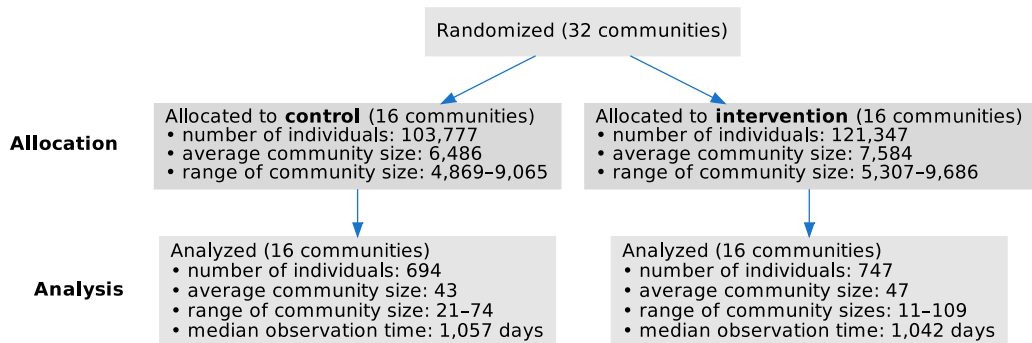 Randomized (32 communities)
Allocation
Allocated to control (16 communities)
• number of individuals: 103,777
• average community size: 6,486
• range of community size: 4,869–9,065
Allocated to intervention (16 communities)
• number of individuals: 121,347
• average community size: 7,584
• range of community size: 5,307–9,686
Analysis
Analyzed (16 communities)
• number of individuals: 694
• average community size: 43
• range of community size: 21–74
• median observation time: 1,057 days
Analyzed (16 communities)
• number of individuals: 747
• average community size: 47
• range of community sizes: 11–109
• median observation time: 1,042 days